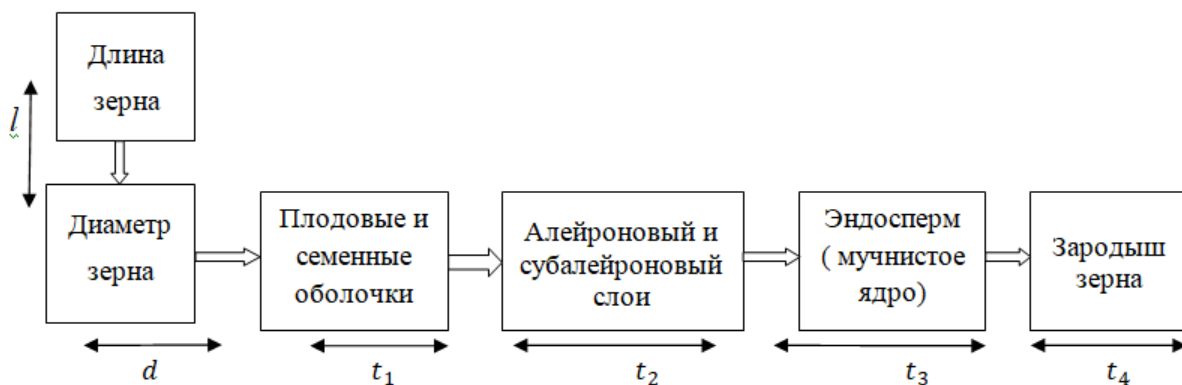 Длина
зерна
l
Диаметр
зерна
Плодовые и
семенные
оболочки
Алейроновый и
субалейроновый
слои
Эндосперм
( мучнистое
ядро)
Зародыш
зерна
d
t₁
t₂
t₃
t₄